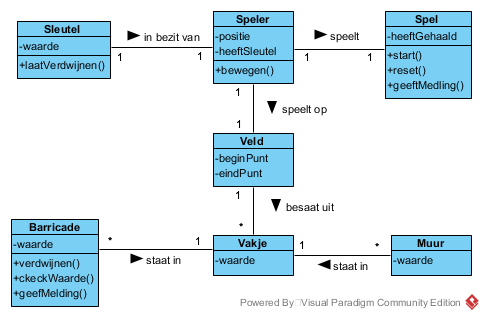 Sleutel
-waarde
+laatVerdwijnen()
in bezit van
1
1
Speler
-positie
-heeftSleutel
+bewegen()
speelt
1
1
Spel
-heeftGehaald
+start()
+reset()
+geeftMedling()
1
speelt op
1
Veld
-beginPunt
-eindPunt
1
besaat uit
*
Barricade
-waarde
+verdwijnen()
+ckeckWaarde()
+geefMelding()
*
1
staat in
Vakje
-waarde
1
*
staat in
Muur
-waarde
Powered By Visual Paradigm Community Edition